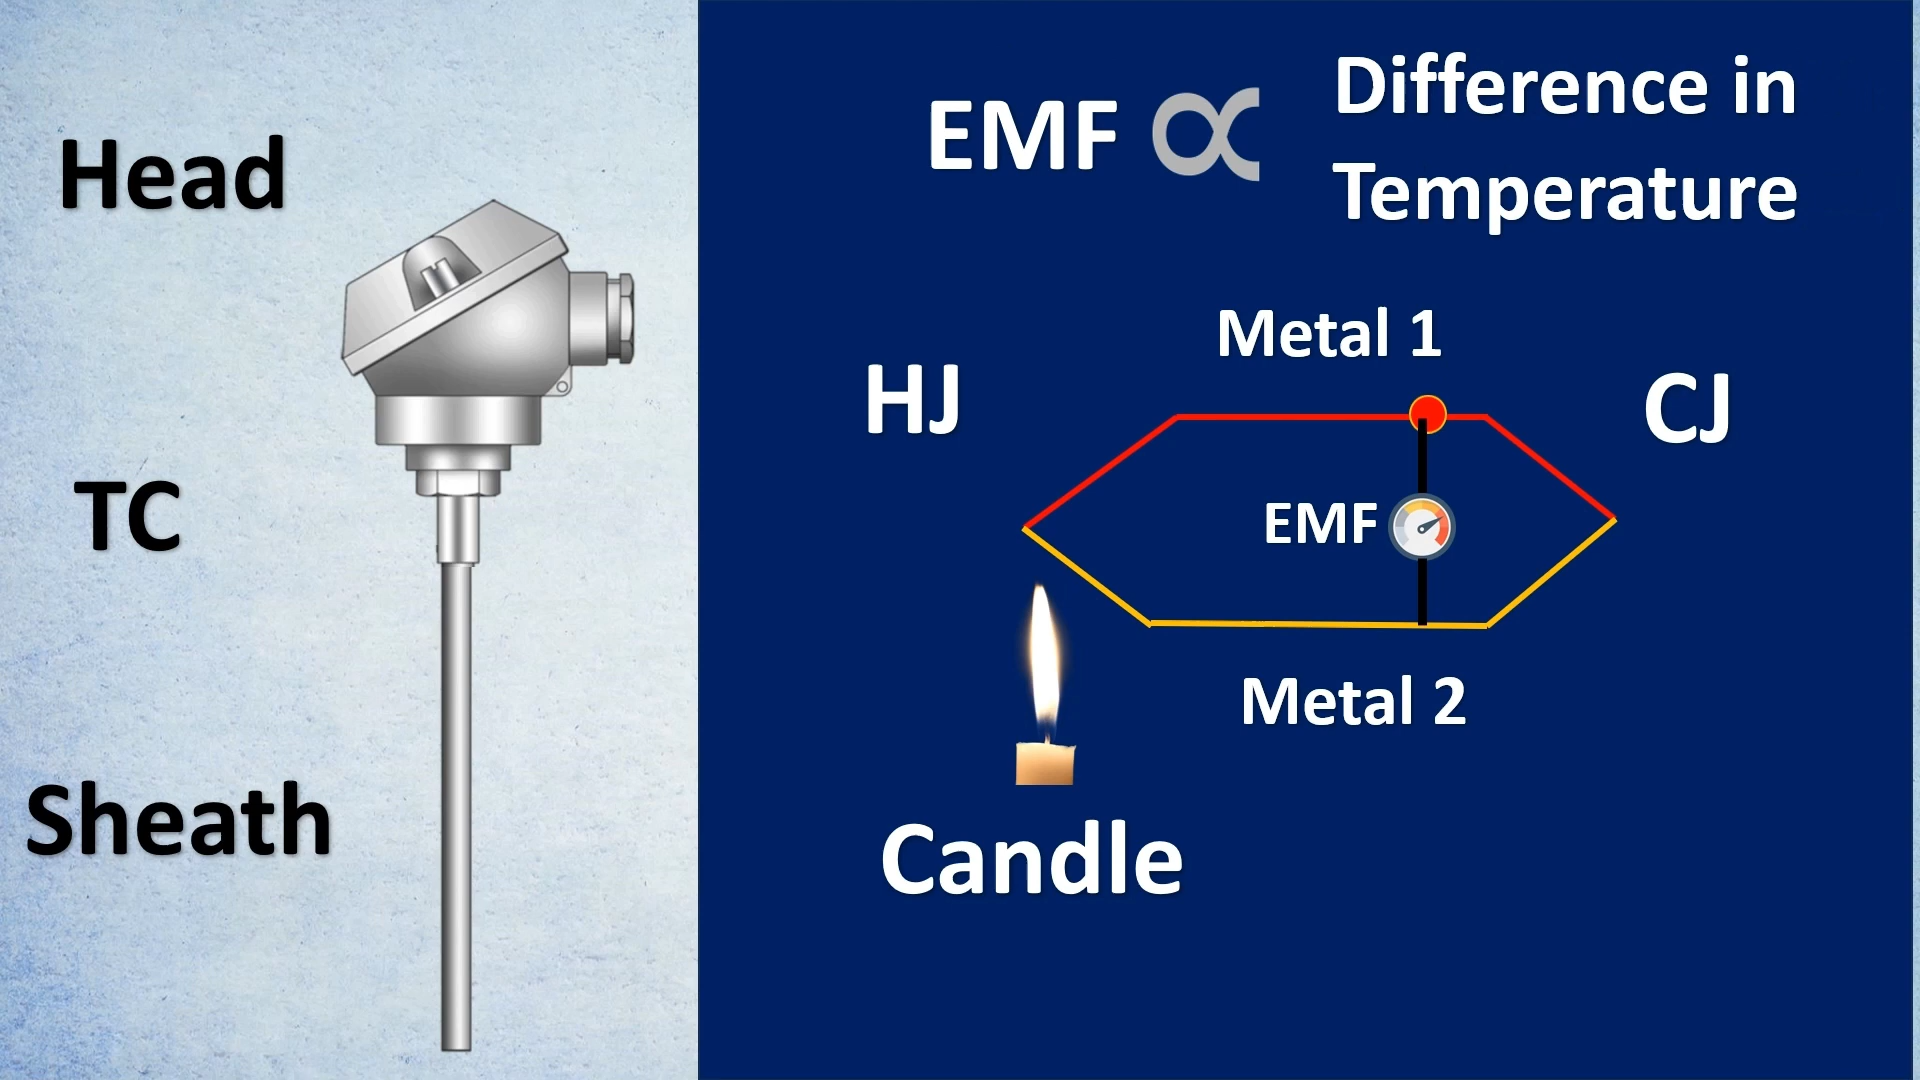 Head
TC
Sheath
EMF ∝ Difference in
Temperature
Metal 1
HJ
CJ
EMF
Metal 2
Candle